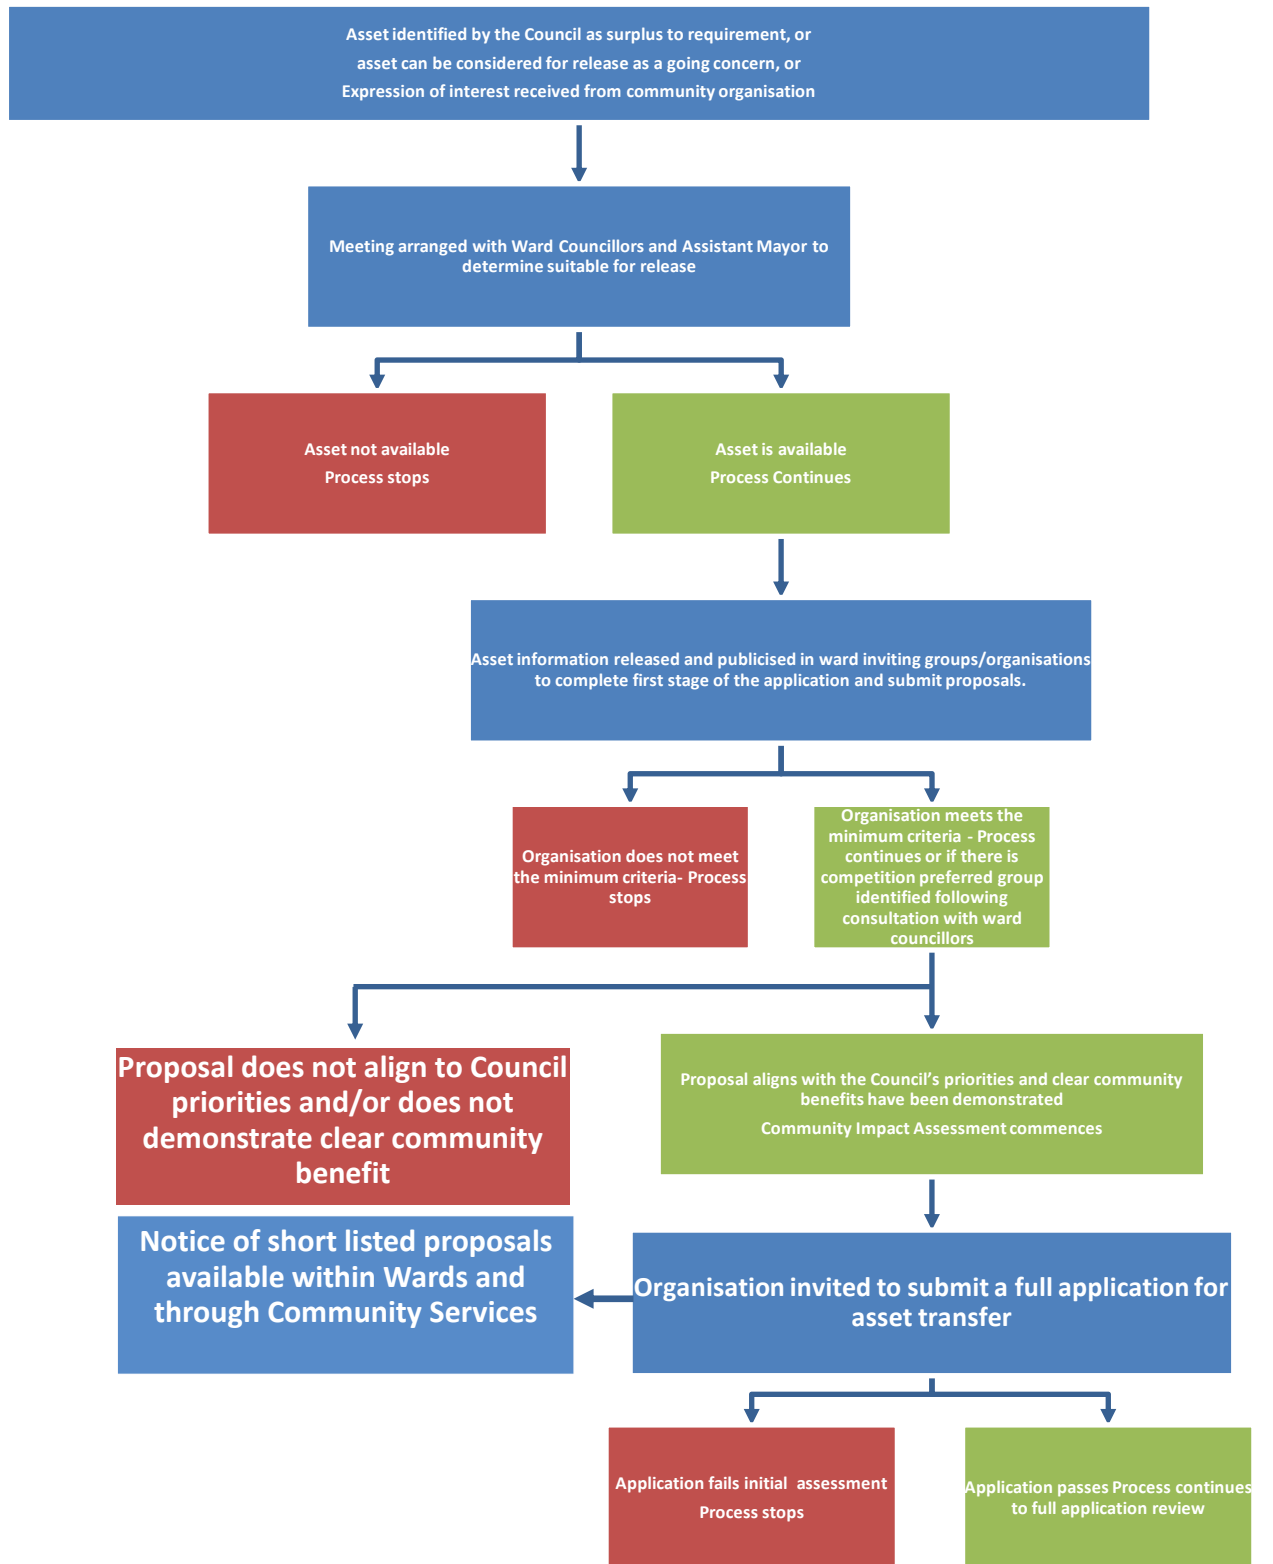 Asset identified by the Council as surplus to requirement, or
asset can be considered for release as a going concern, or
Expression of interest received from community organisation
Meeting arranged with Ward Councillors and Assistant Mayor to
determine suitable for release
Asset not available
Process stops
Asset is available
Process Continues
Asset information released and publicised in ward inviting groups/organisations
to complete first stage of the application and submit proposals.
Organisation does not meet
the minimum criteria- Process
stops
Organisation meets the
minimum criteria - Process
continues or if there is
competition preferred group
identified following
consultation with ward
councillors
Proposal does not align to Council
priorities and/or does not
demonstrate clear community
benefit
Proposal aligns with the Council's priorities and clear community
benefits have been demonstrated
Community Impact Assessment commences
Notice of short listed proposals
available within Wards and
through Community Services
Organisation invited to submit a full application for
asset transfer
Application fails initial assessment
Process stops
Application passes Process continues
to full application review